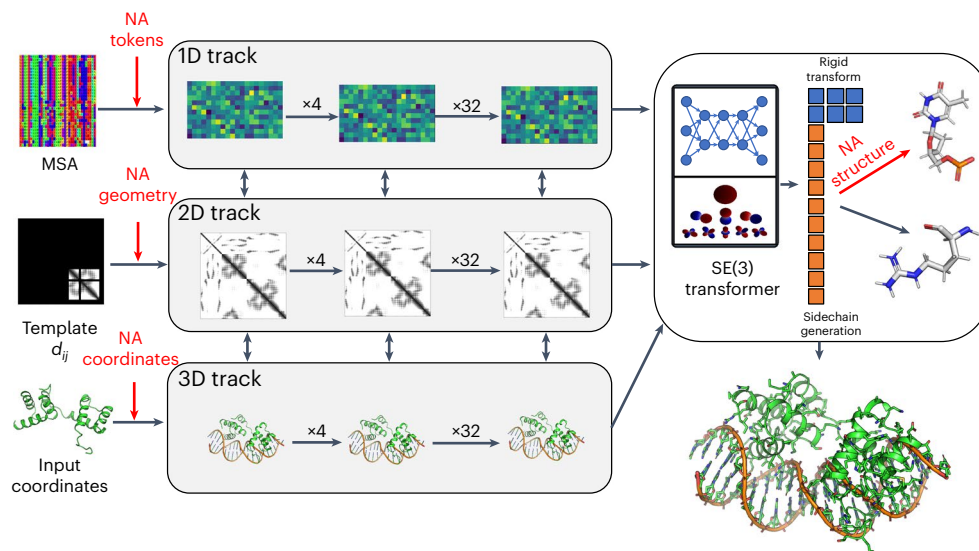 NA
tokens
MSA
1D track
×4
×32
NA
geometry
Template
dij
2D track
×4
×32
NA
coordinates
Input
coordinates
3D track
×4
×32
Rigid
transform
SE(3)
transformer
NA
structure
Sidechain
generation